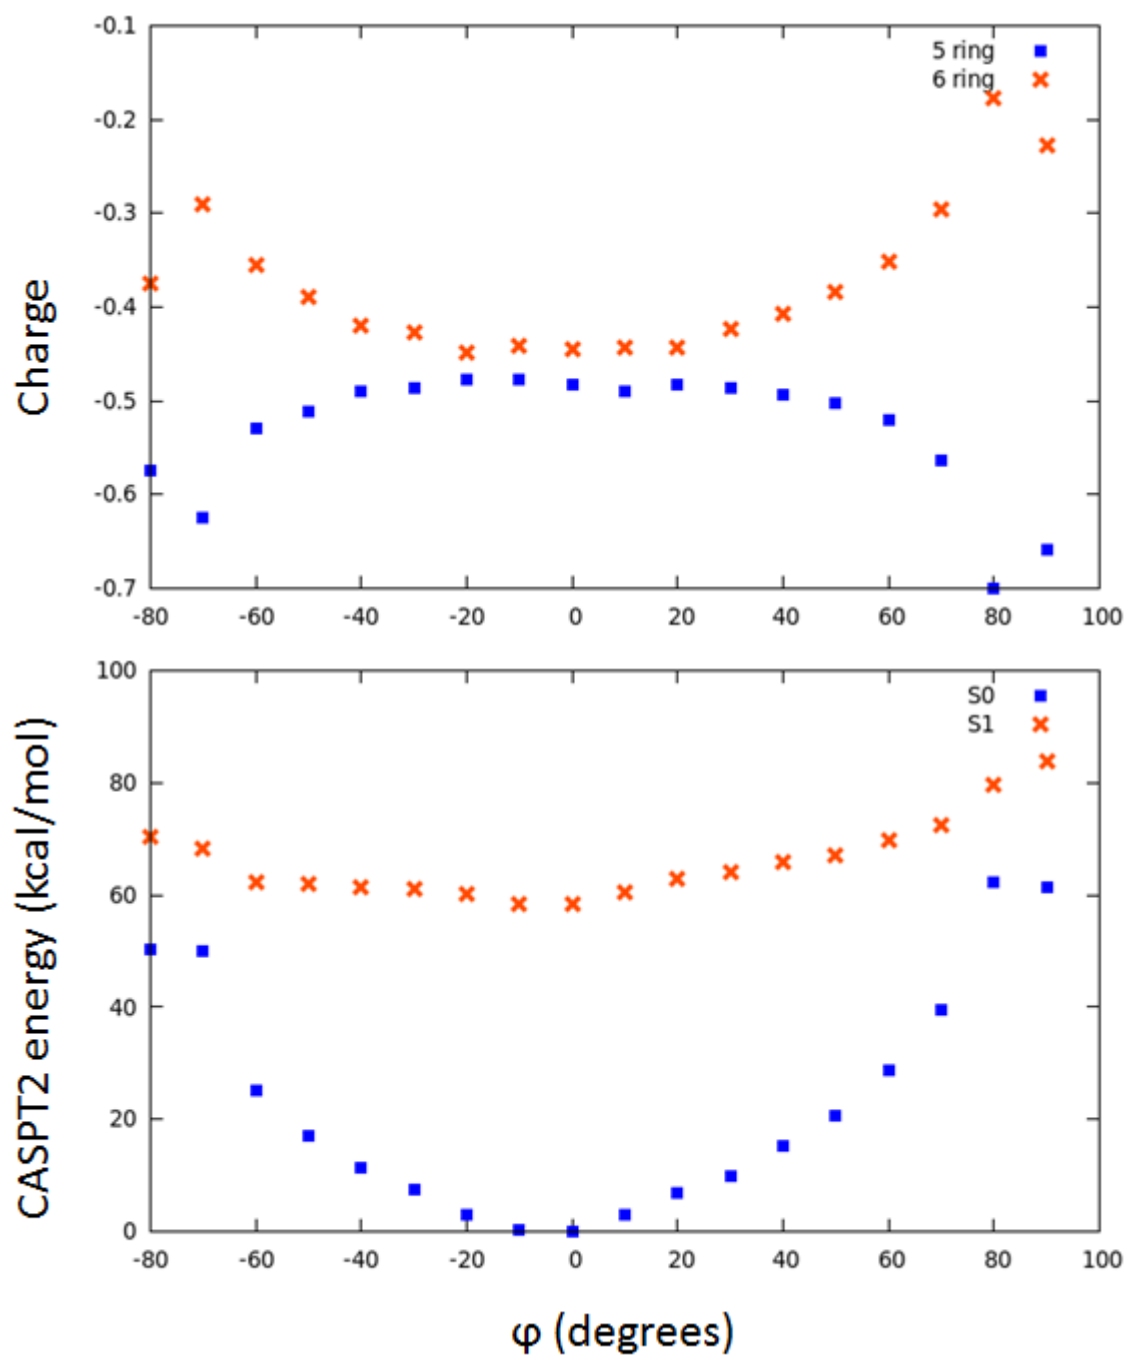 -0.1
5 ring
6 ring
-0.2
-0.3
-0.4
-0.5
-0.6
-0.7
Charge
-80 -60 -40 -20 0 20 40 60 80 100
100
S0
S1
80
60
40
20
0
CASPT2 energy (kcal/mol)
-80 -60 -40 -20 0 20 40 60 80 100
φ (degrees)